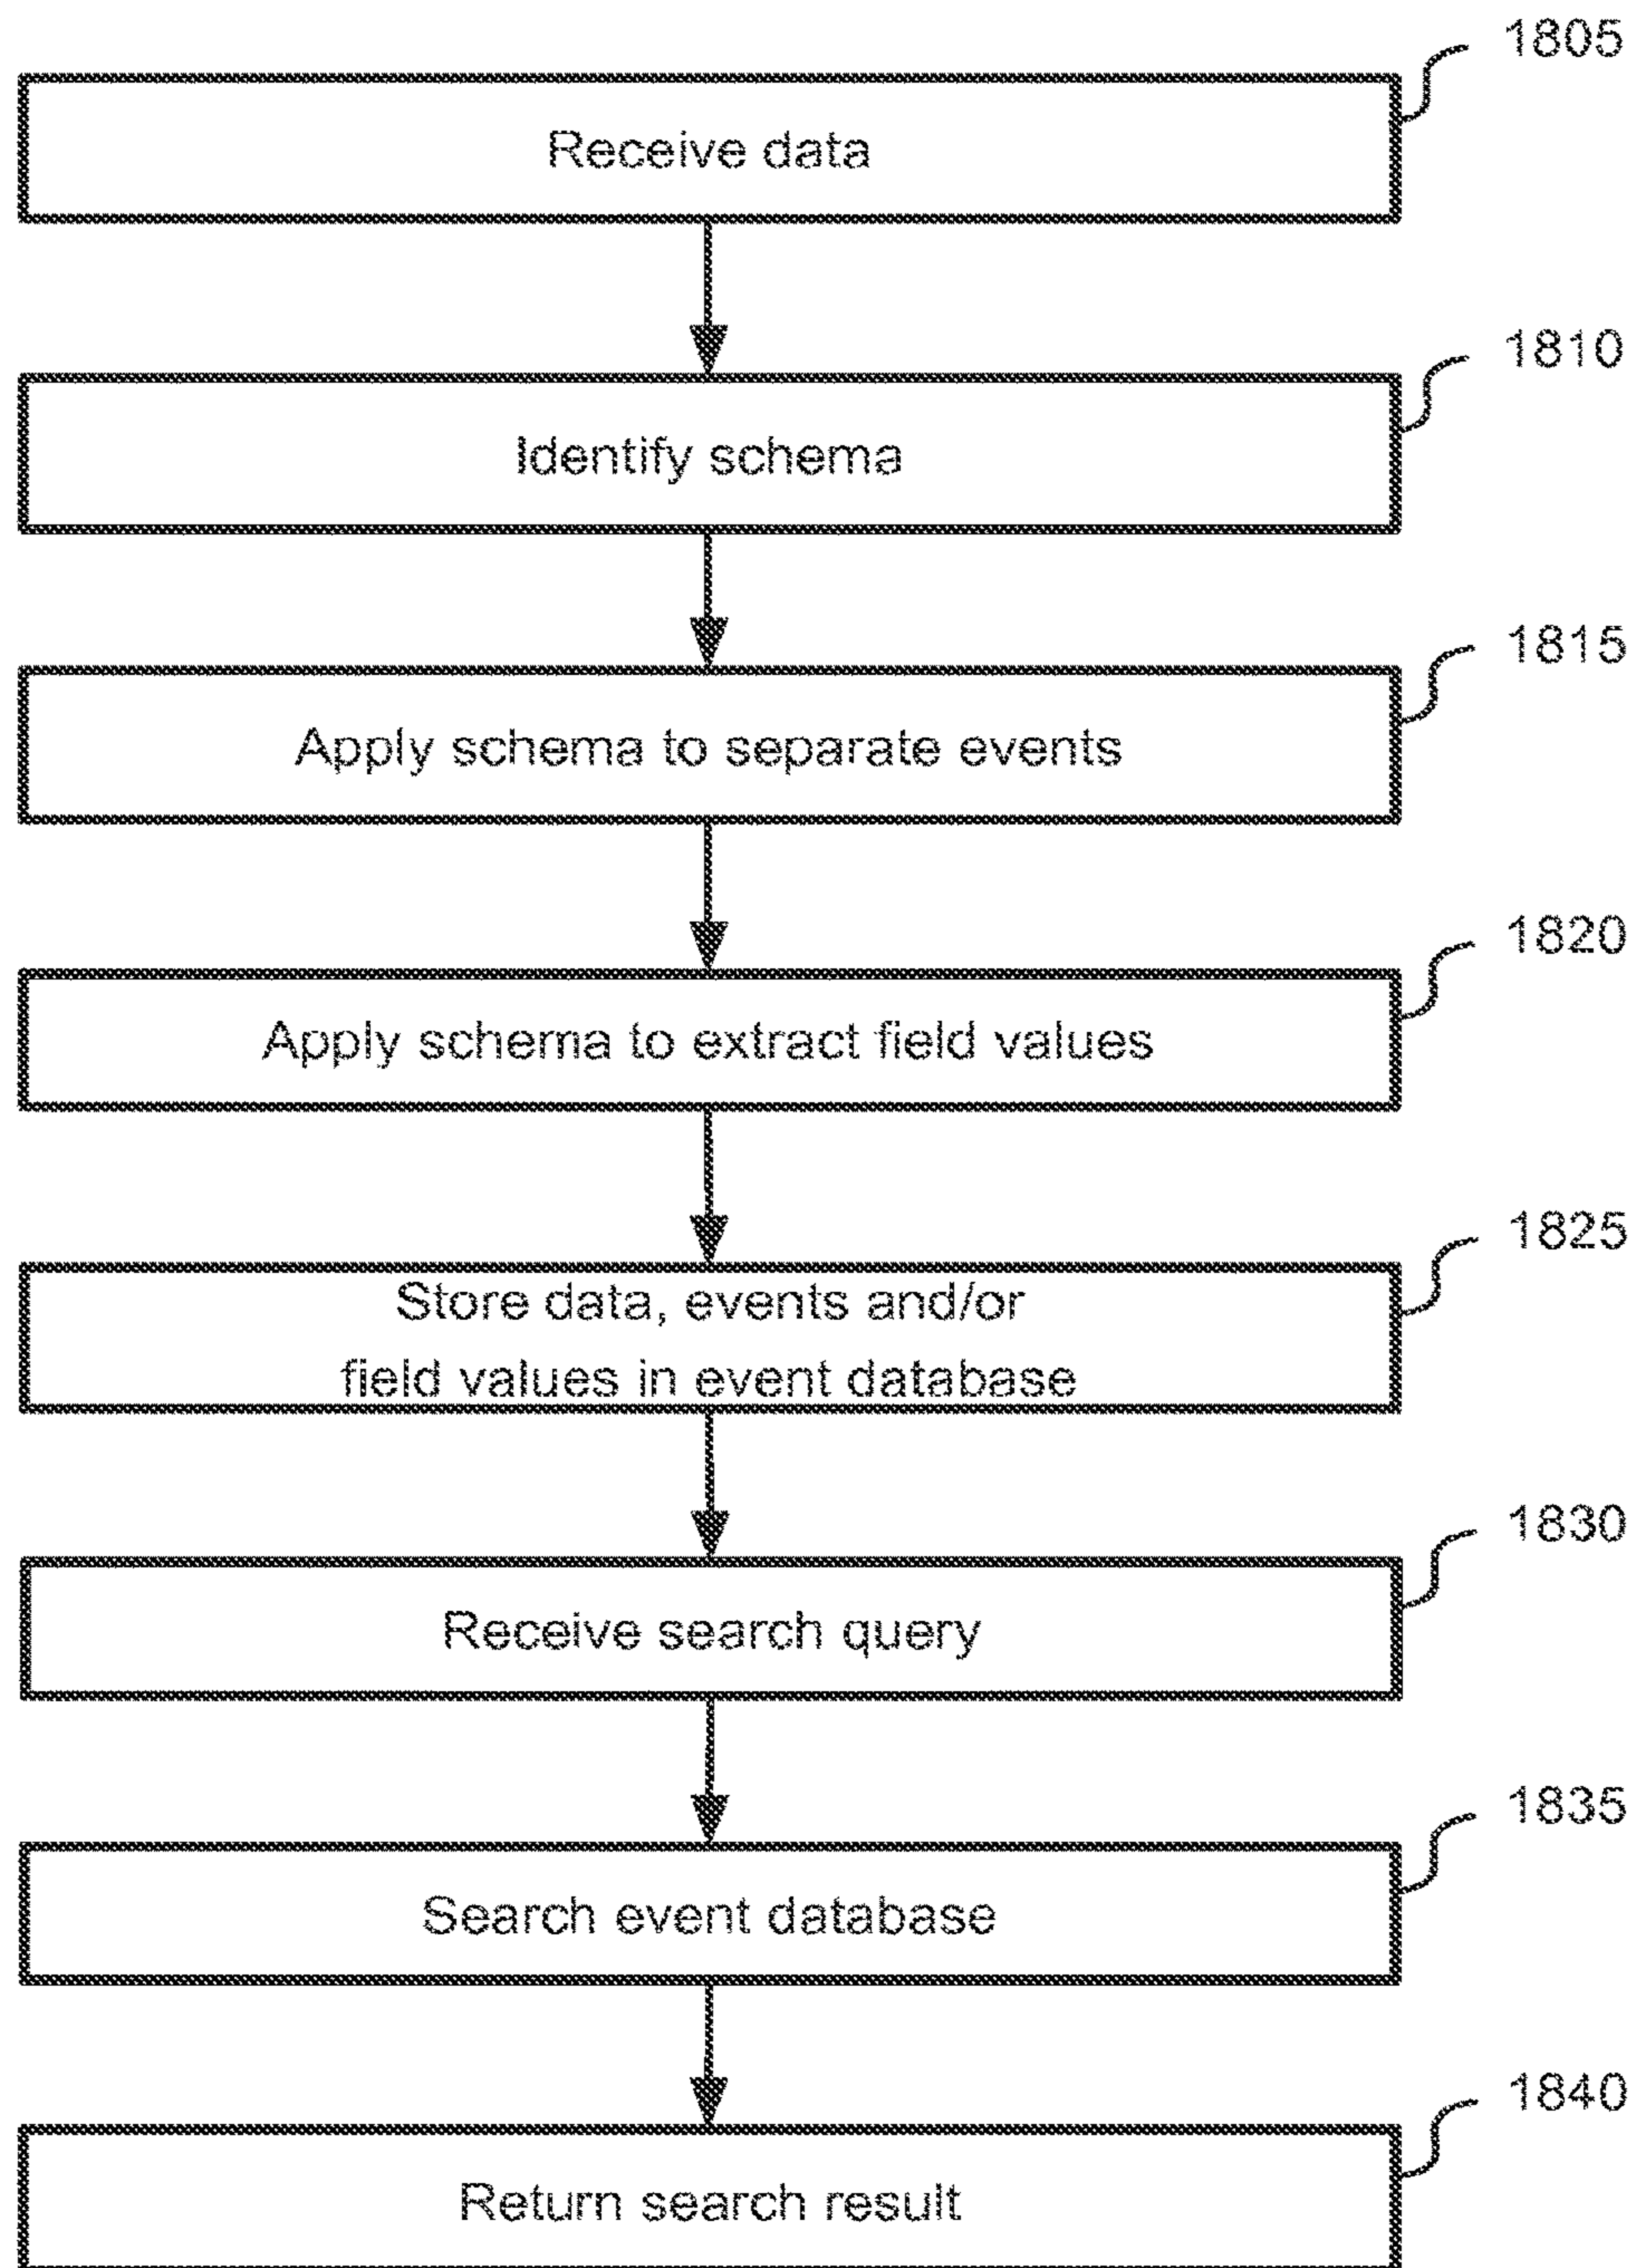 1805
Receive data
1810
Identify schema
1815
Apply schema to separate events
1820
Apply schema to extract field values
1825
Store data, events and/or
field values in event database
1830
Receive search query
1835
Search event database
1840
Return search result